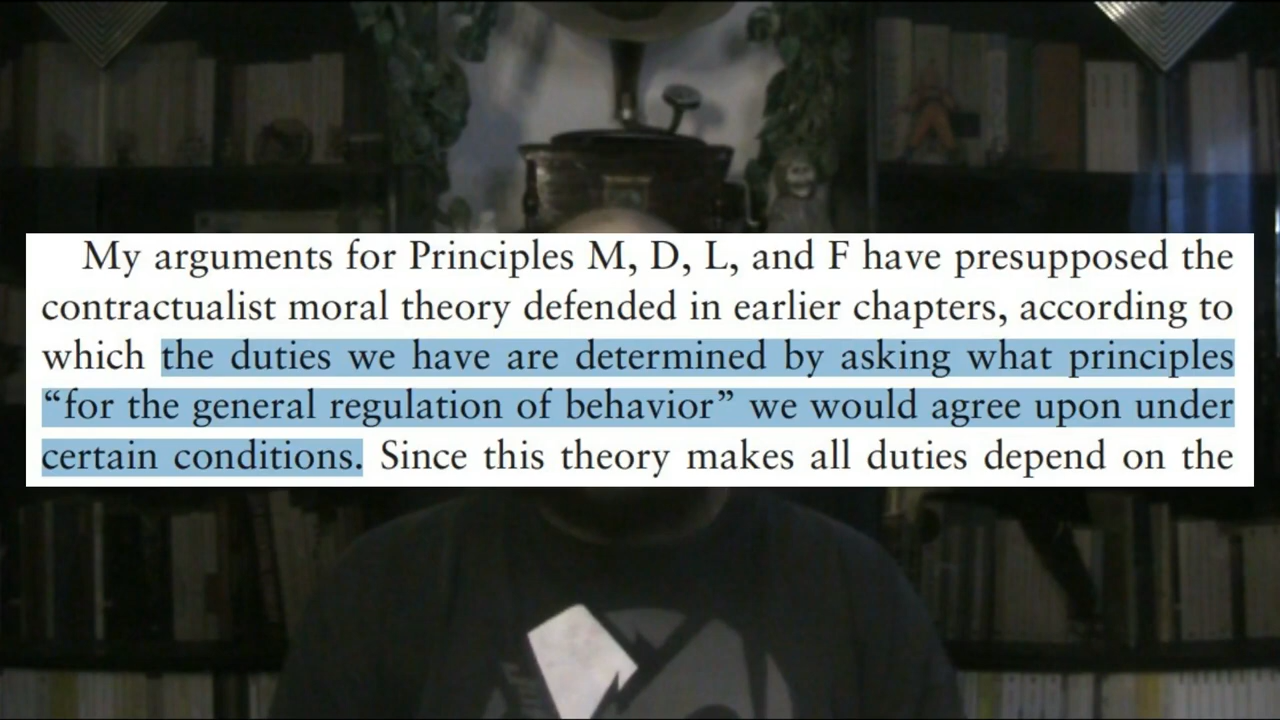 My arguments for Principles M, D, L, and F have presupposed the
contractualist moral theory defended in earlier chapters, according to
which the duties we have are determined by asking what principles
“for the general regulation of behavior” we would agree upon under
certain conditions. Since this theory makes all duties depend on the